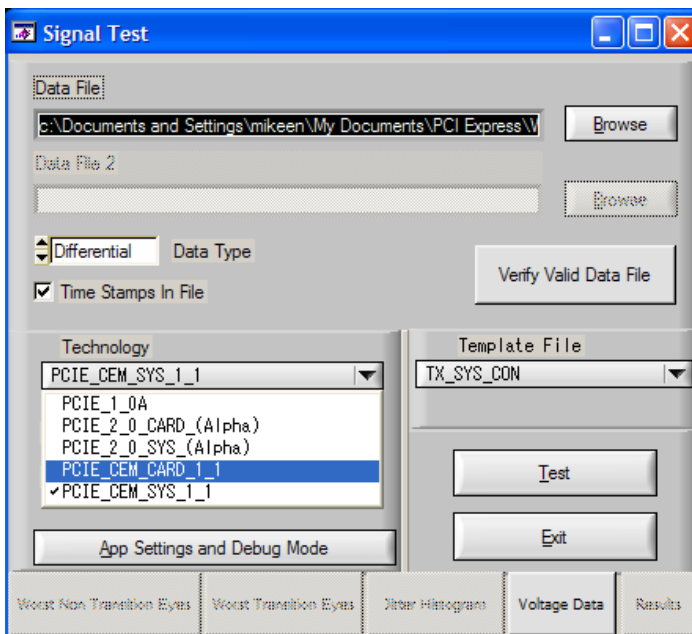 Signal Test
Data File
c:\Documents and Settings\mikeen\My Documents\PCI Express\
Browse
Data File 2
Browse
Differential
Data Type
Verify Valid Data File
Time Stamps In File
Technology
Template File
PCIE_CEM_SYS_1_1
TX_SYS_CON
PCIE_1_0A
PCIE_2_0_CARD_(Alpha)
PCIE_2_0_SYS_(Alpha)
PCIE_CEM_CARD_1_1
PCIE_CEM_SYS_1_1
Test
App Settings and Debug Mode
Exit
Worst Non Transition Eyes
Worst Transition Eyes
Jitter Histogram
Voltage Data
Results